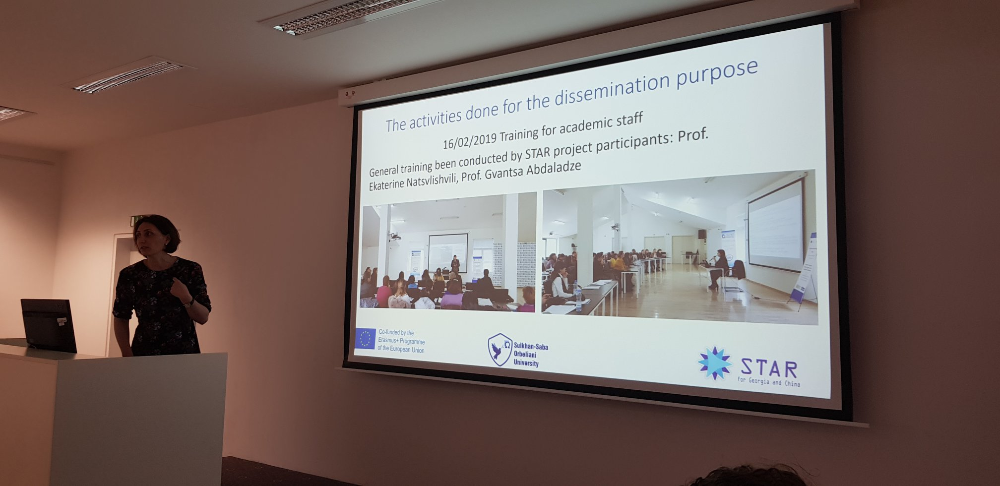 The activities done for the dissemination purpose
16/02/2019 Training for academic staff
General training been conducted by STAR project participants: Prof.
Ekaterine Natsvlishvili, Prof. Gvantsa Abdaladze
Co-funded by the
Erasmus+ Programme
of the European Union
Sulkhan-Saba
Orbeliani
University
STAR
for Georgia and China